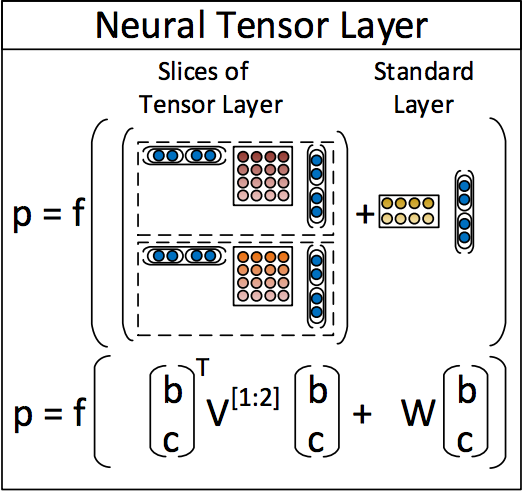 Neural Tensor Layer
Slices of Standard
Tensor Layer Layer
p = f ( ( ) + )
p = f ( (b c)ᵀ V[1:2] (b c) + W (b c) )